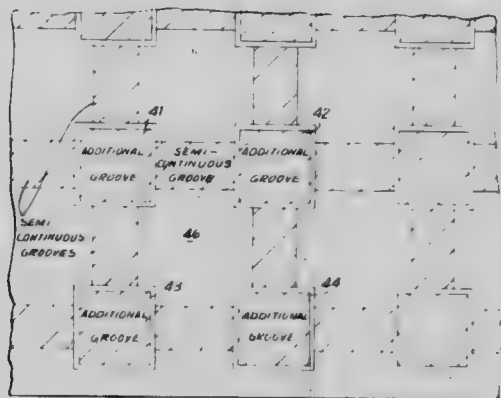 41
42
ADDITIONAL
GROOVE
SEMI-
CONTINUOUS
GROOVE
ADDITIONAL
GROOVE
SEMI
CONTINUOUS
GROOVES
46
43
44
ADDITIONAL
GROOVE
ADDITIONAL
GROOVE